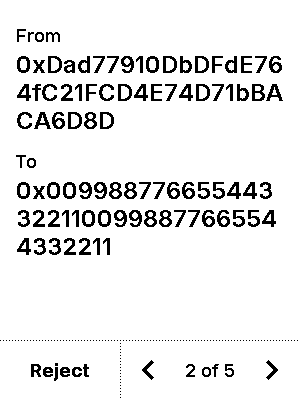 From
0xDad77910DbDFdE76
4fC21FCD4E74D71bBA
CA6D8D
To
0x009988776655443
322110099887766554
4332211
Reject
2 of 5